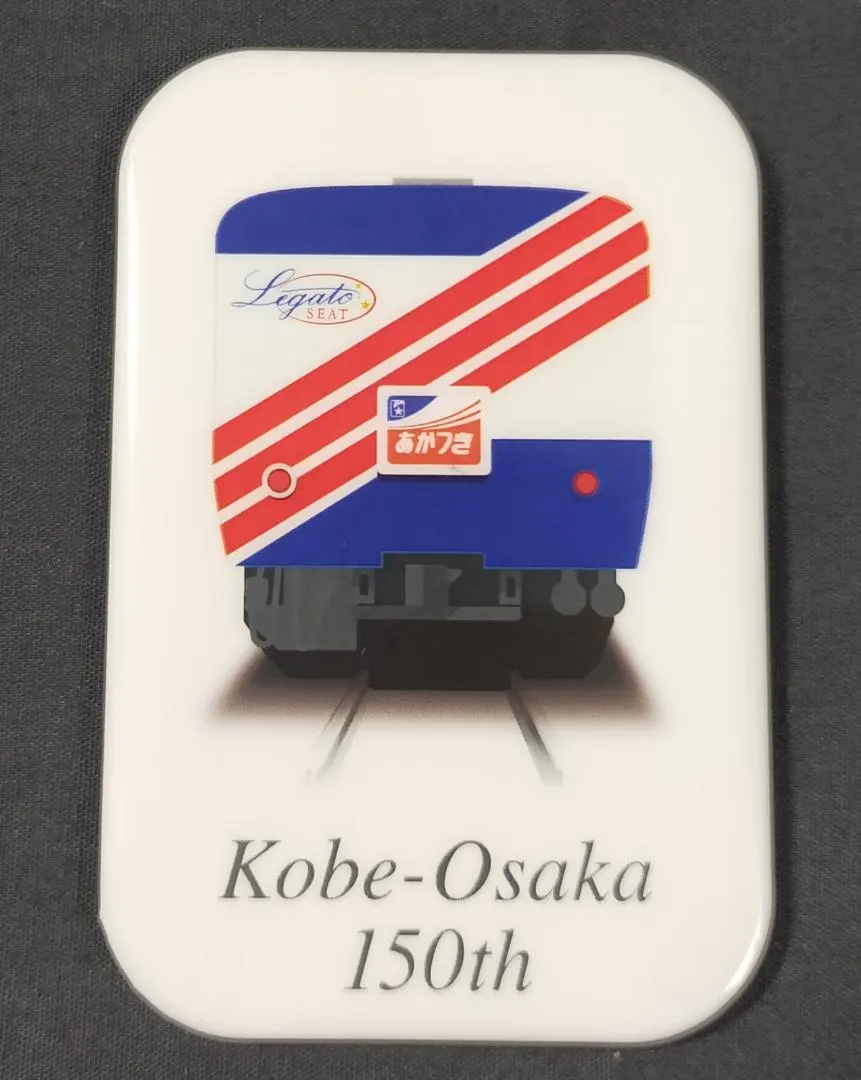 Legato
SEAT
あかつき
Kobe-Osaka
150th